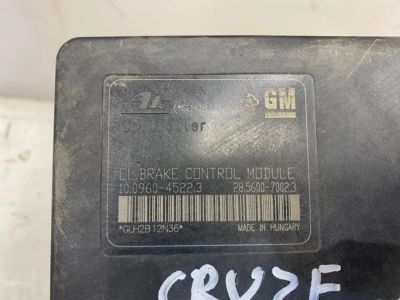 GM
EL.BRAKE CONTROL MODULE
10.0960-4522.3 28.5600-7002.3
*GUH2B12N36* MADE IN HUNGARY
CRUZE